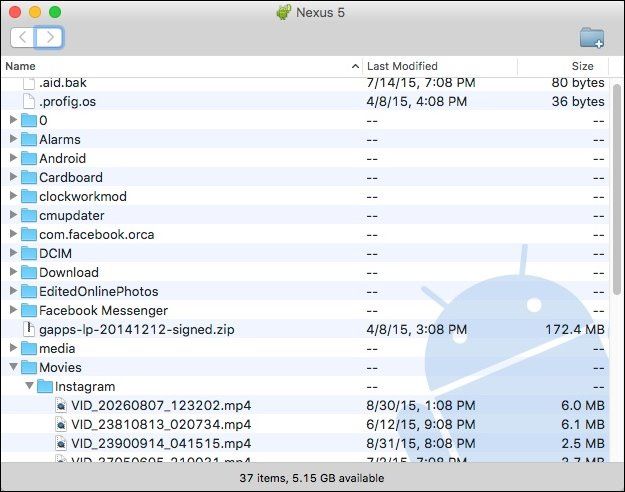 Nexus 5
Name Last Modified Size
.aid.bak 7/14/15, 7:08 PM 80 bytes
.profig.os 4/8/15, 4:08 PM 36 bytes
0 -- --
Alarms -- --
Android -- --
Cardboard -- --
clockworkmod -- --
cmupdater -- --
com.facebook.orca -- --
DCIM -- --
Download -- --
EditedOnlinePhotos -- --
Facebook Messenger -- --
gapps-lp-20141212-signed.zip 4/8/15, 3:08 PM 172.4 MB
media -- --
Movies -- --
Instagram -- --
VID_20260807_123202.mp4 8/30/15, 1:08 PM 6.0 MB
VID_23810813_020734.mp4 6/12/15, 9:08 PM 6.1 MB
VID_23900914_041515.mp4 8/31/15, 8:08 PM 2.5 MB
37 items, 5.15 GB available